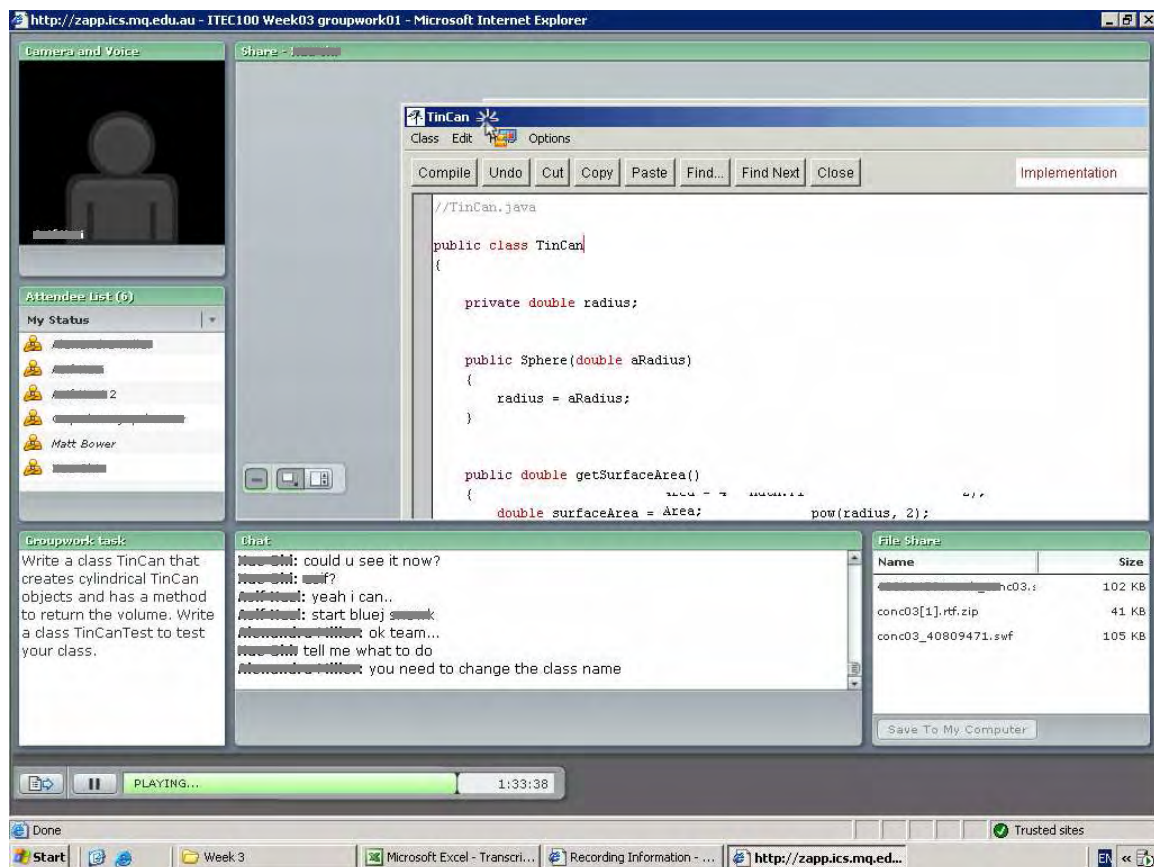 http://zapp.ics.mq.edu.au - ITEC100 Week03 groupwork01 - Microsoft Internet Explorer
Camera and Voice
Share -
Attendee List (6)
My Status
2
Matt Bower
TinCan
Class Edit Options
Compile Undo Cut Copy Paste Find... Find Next Close Implementation
//TinCan.java
public class TinCan
{
private double radius;
public Sphere(double aRadius)
{
radius = aRadius;
}
public double getSurfaceArea()
{
double surfaceArea = Area; pow(radius, 2);
Groupwork task
Write a class TinCan that
creates cylindrical TinCan
objects and has a method
to return the volume. Write
a class TinCanTest to test
your class.
Chat
: could u see it now?
: yeah i can..
: start bluej
: ok team...
: tell me what to do
: you need to change the class name
File Share
Name Size
102 KB
conc03[1].rtf.zip 41 KB
conc03_40809471.swf 105 KB
Save To My Computer
PLAYING... 1:33:38
Done Trusted sites
Start Week 3 Microsoft Excel - Transcri... Recording Information - ... http://zapp.ics.mq.ed... EN «